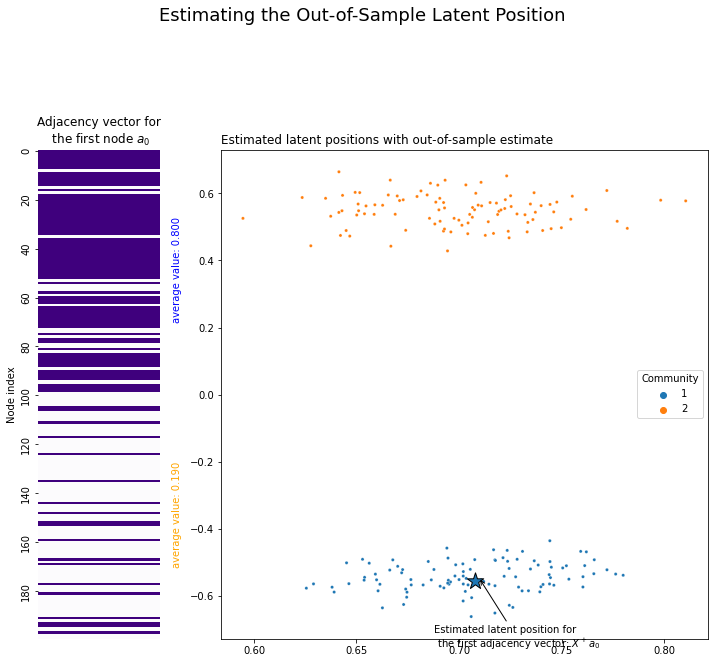 Estimating the Out-of-Sample Latent Position
Adjacency vector for
the first node a₀
Node index
0
20
40
60
80
100
120
140
160
180
average value: 0.800
average value: 0.190
Estimated latent positions with out-of-sample estimate
0.6
0.4
0.2
0.0
−0.2
−0.4
−0.6
Community
1
2
Estimated latent position for
the first adjacency vector: X⁺a₀
0.60
0.65
0.70
0.75
0.80